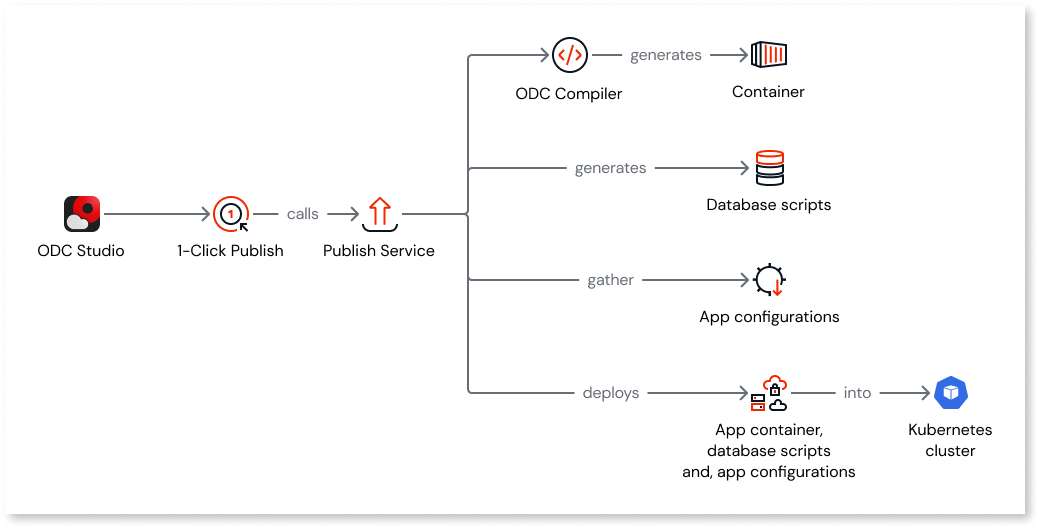 generates
ODC Compiler
Container
generates
Database scripts
1
calls
ODC Studio
1-Click Publish
Publish Service
gather
App configurations
deploys
into
App container,
database scripts
and, app configurations
Kubernetes
cluster